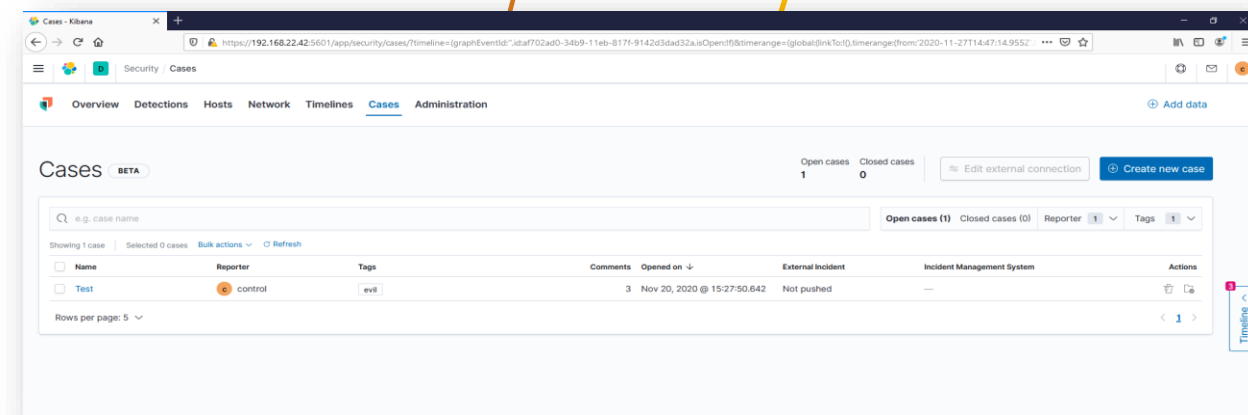 Cases - Kibana
https://192.168.22.42:5601/app/security/cases/?timeline=(graphEventId:'',id:af702ad0-34b9-11eb-817f-9142d3dad32a,isOpen:!f)&timerange=(global:(linkTo:!(),timerange:(from:'2020-11-27T14:47:14.955Z'
D Security / Cases c
Overview Detections Hosts Network Timelines Cases Administration Add data
Cases BETA
Open cases Closed cases
1 0
Edit external connection Create new case
e.g. case name Open cases (1) Closed cases (0) Reporter 1 Tags 1
Showing 1 case Selected 0 cases Bulk actions Refresh
Name Reporter Tags Comments Opened on External Incident Incident Management System Actions
Test c control evil 3 Nov 20, 2020 @ 15:27:50.642 Not pushed —
Rows per page: 5 1
3
Timeline